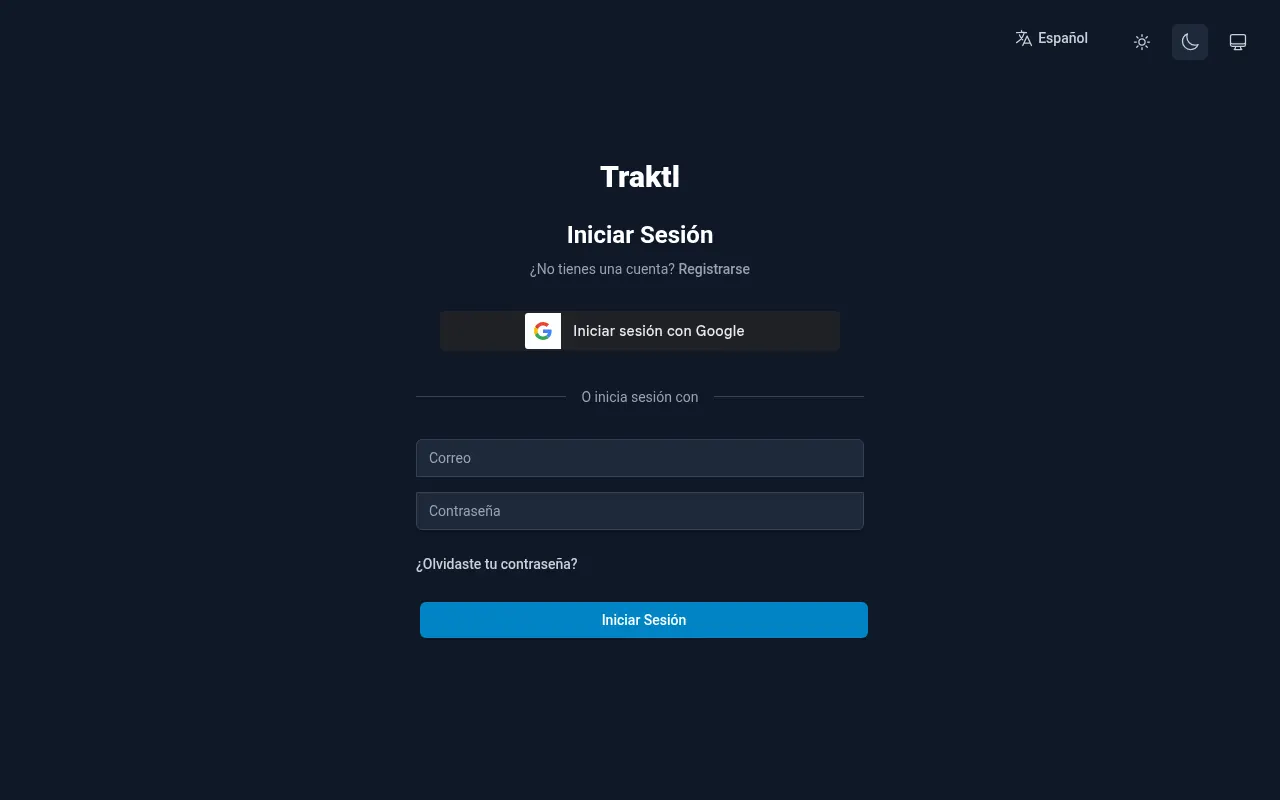 Español
Traktl
Iniciar Sesión
¿No tienes una cuenta? Registrarse
Iniciar sesión con Google
O inicia sesión con
Correo
Contraseña
¿Olvidaste tu contraseña?
Iniciar Sesión